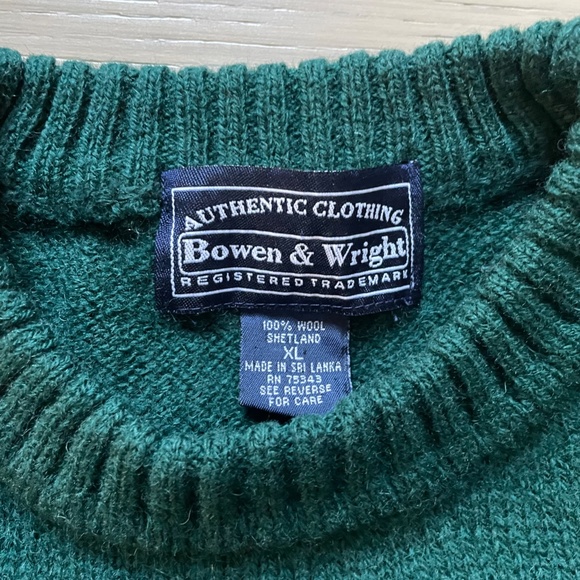 AUTHENTIC CLOTHING
Bowen & Wright
REGISTERED TRADEMARK
100% WOOL
SHETLAND
XL
MADE IN SRI LANKA
RN 75343
SEE REVERSE
FOR CARE